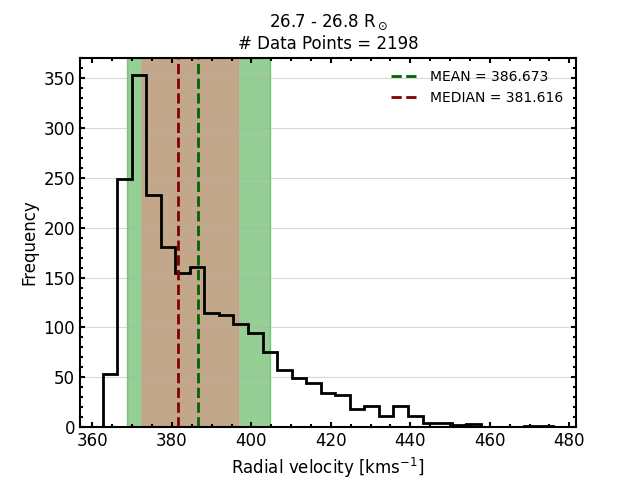 26.7 - 26.8 R⊙
# Data Points = 2198
MEAN = 386.673
MEDIAN = 381.616
Frequency
350
300
250
200
150
100
50
0
360 380 400 420 440 460 480
Radial velocity [kms⁻¹]